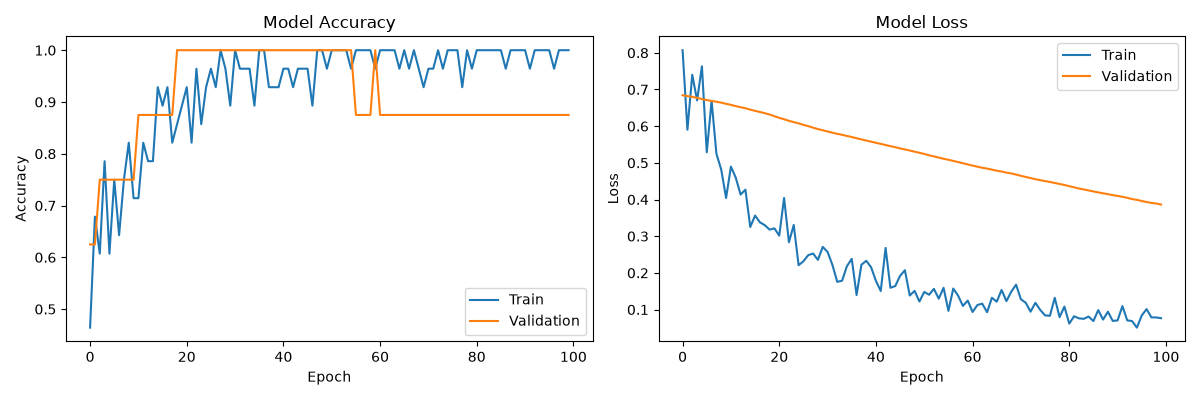 Model Accuracy
Accuracy
1.0
0.9
0.8
0.7
0.6
0.5
0 20 40 60 80 100
Epoch
Train
Validation
Model Loss
Loss
0.8
0.7
0.6
0.5
0.4
0.3
0.2
0.1
0 20 40 60 80 100
Epoch
Train
Validation